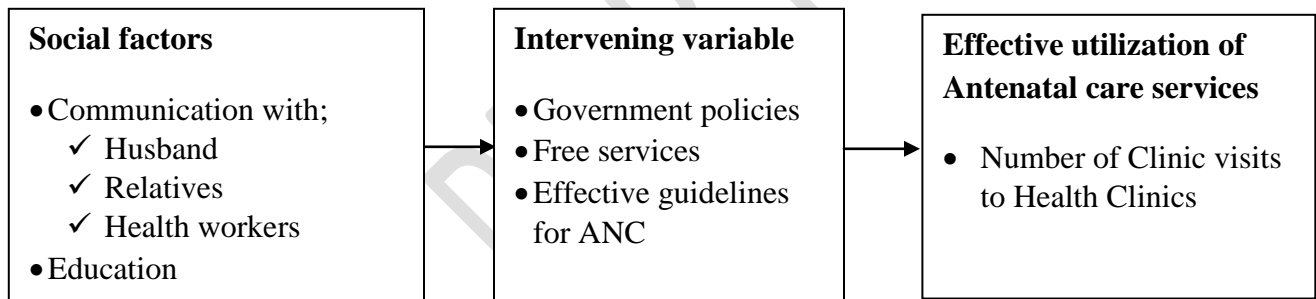 Social factors
• Communication with;
✓ Husband
✓ Relatives
✓ Health workers
• Education
Intervening variable
• Government policies
• Free services
• Effective guidelines
for ANC
Effective utilization of
Antenatal care services
• Number of Clinic visits
to Health Clinics